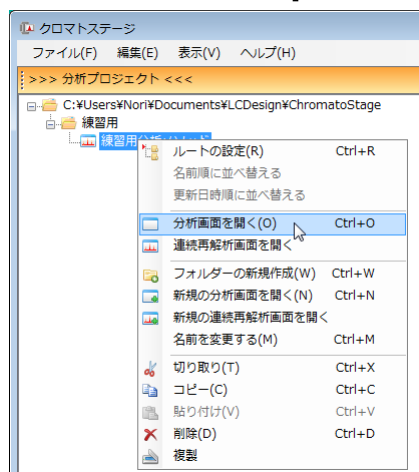 クロマトステージ
ファイル(F) 編集(E) 表示(V) ヘルプ(H)
>>> 分析プロジェクト <<<
C:¥Users¥Nori¥Documents¥LCDesign¥ChromatoStage
練習用
練習用分析メソッド
ルートの設定(R) Ctrl+R
名前順に並べ替える
更新日時順に並べ替える
分析画面を開く(O) Ctrl+O
連続再解析画面を開く
フォルダーの新規作成(W) Ctrl+W
新規の分析画面を開く(N) Ctrl+N
新規の連続再解析画面を開く
名前を変更する(M) Ctrl+M
切り取り(T) Ctrl+X
コピー(C) Ctrl+C
貼り付け(V) Ctrl+V
削除(D) Ctrl+D
複製